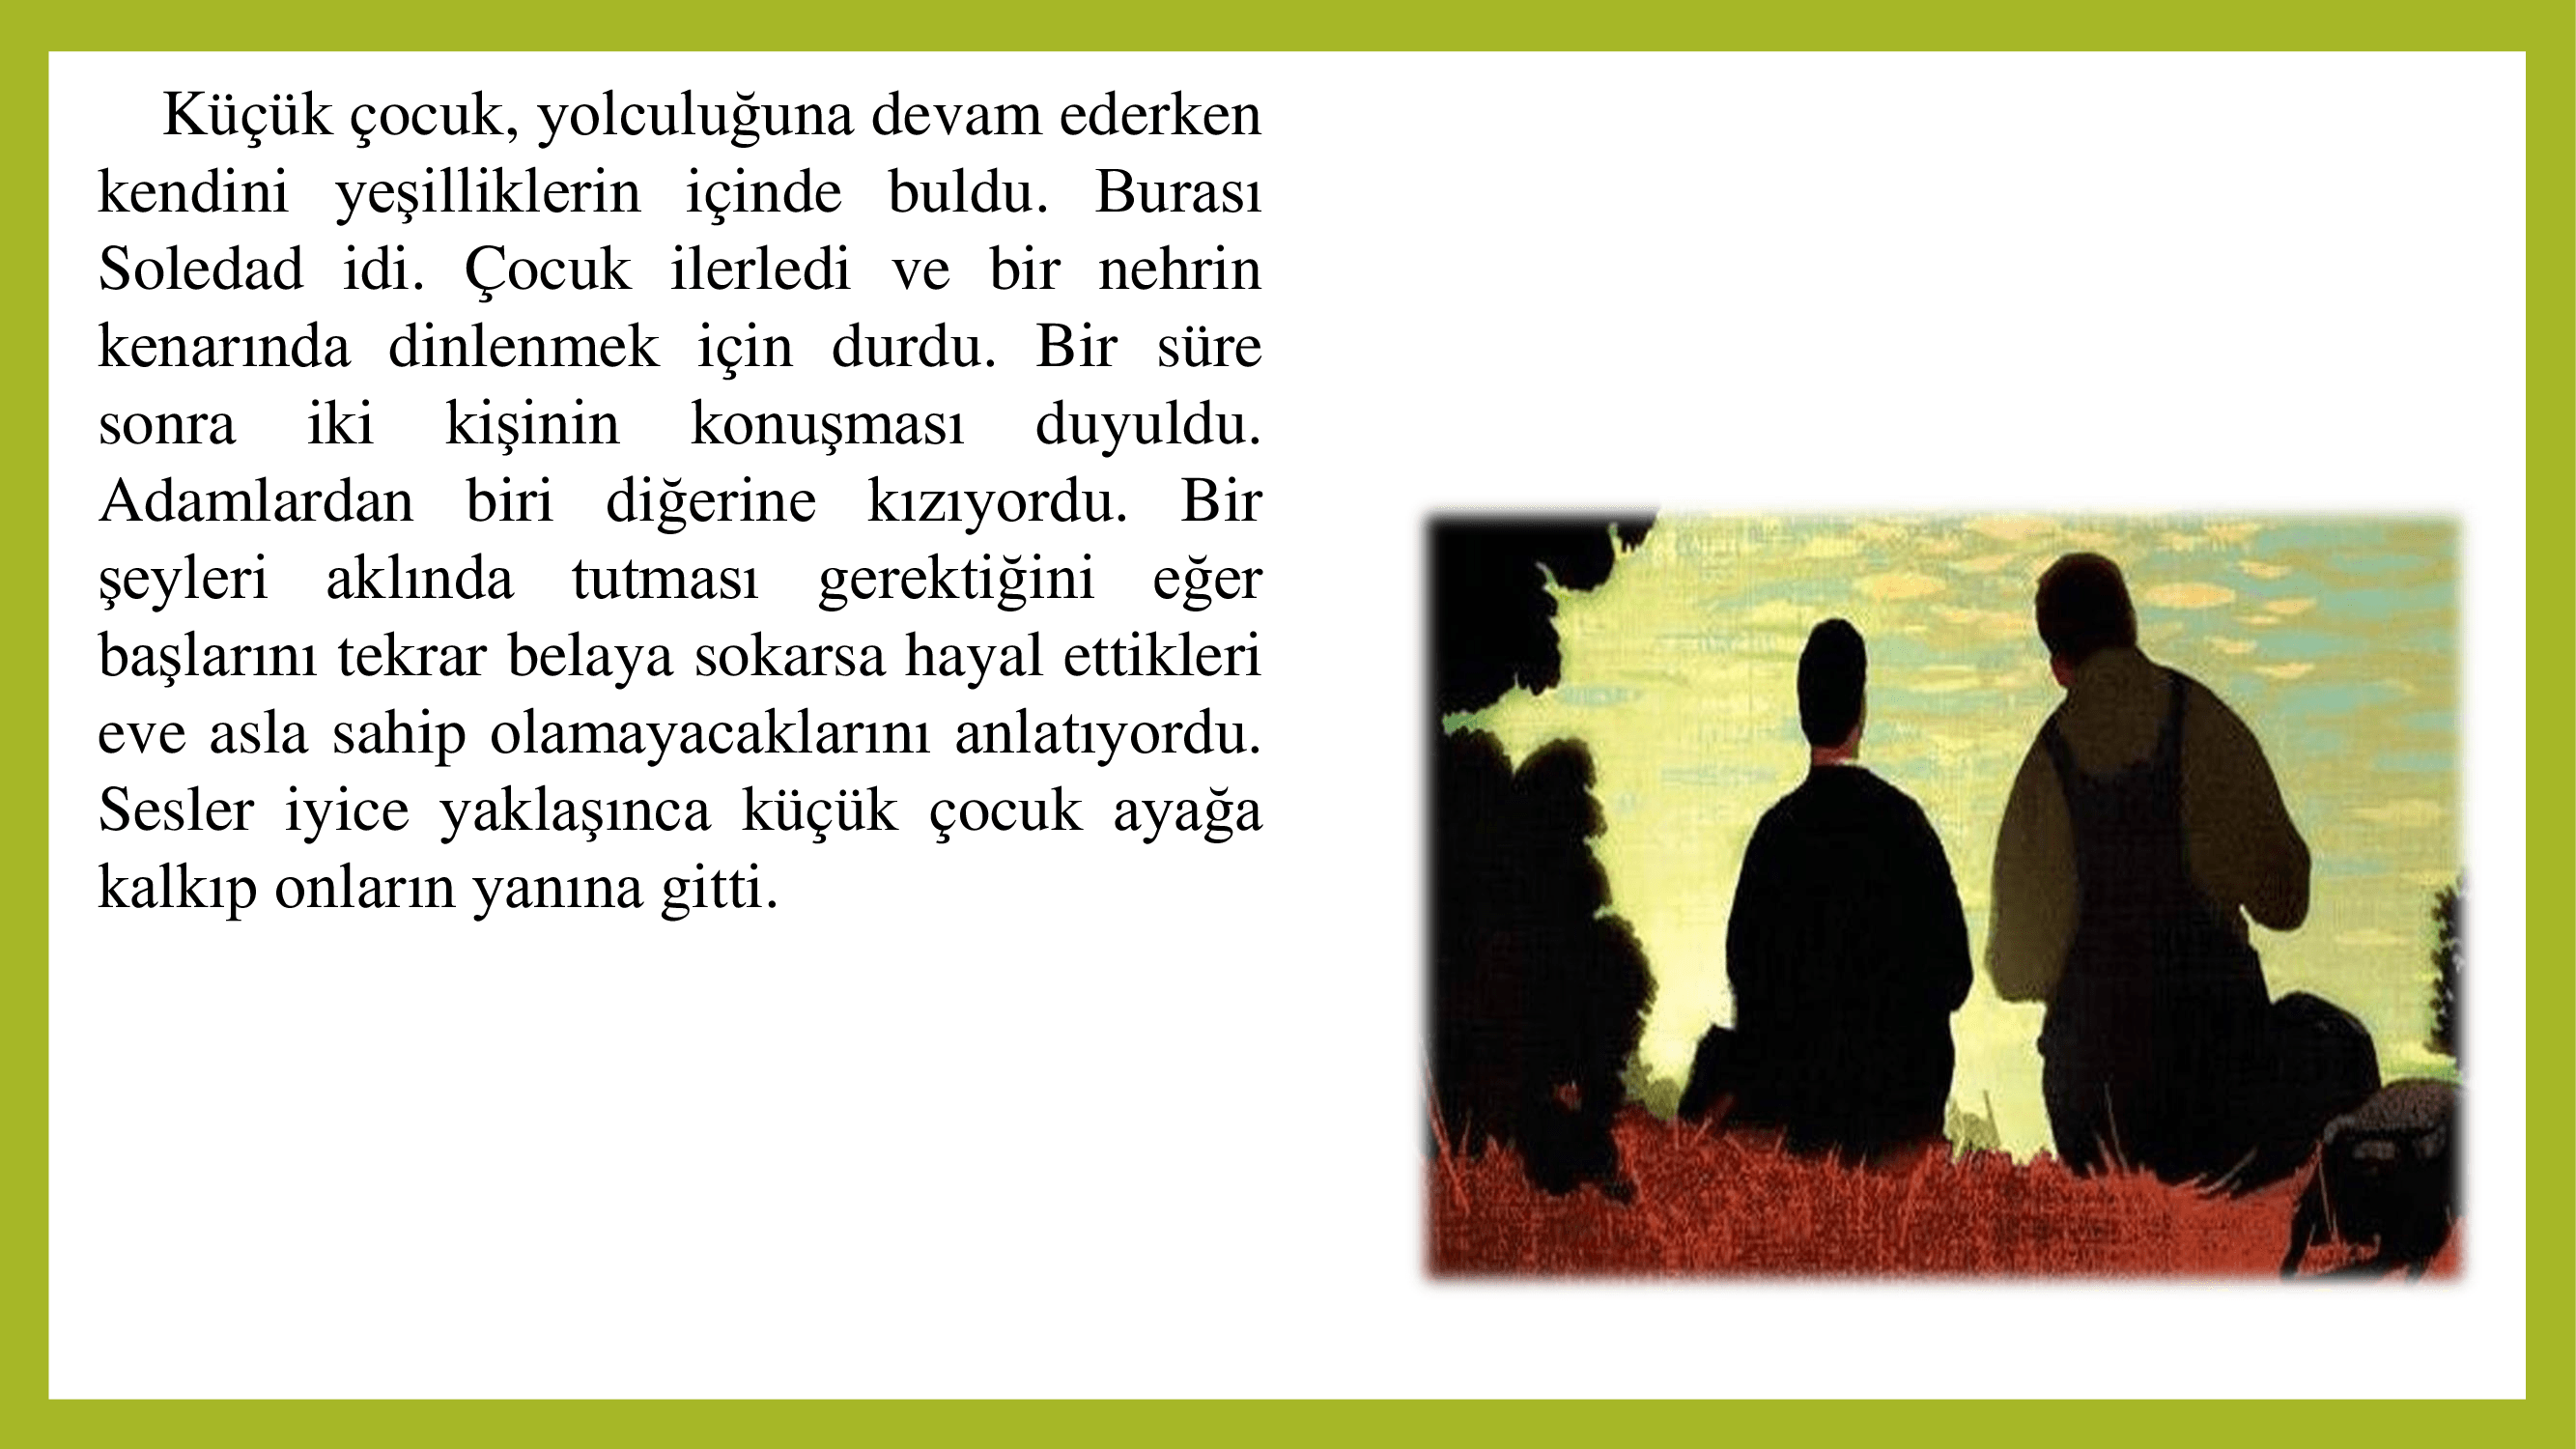 Küçük çocuk, yolculuğuna devam ederken
kendini yeşilliklerin içinde buldu. Burası
Soledad idi. Çocuk ilerledi ve bir nehrin
kenarında dinlenmek için durdu. Bir süre
sonra iki kişinin konuşması duyuldu.
Adamlardan biri diğerine kızıyordu. Bir
şeyleri aklında tutması gerektiğini eğer
başlarını tekrar belaya sokarsa hayal ettikleri
eve asla sahip olamayacaklarını anlatıyordu.
Sesler iyice yaklaşınca küçük çocuk ayağa
kalkıp onların yanına gitti.